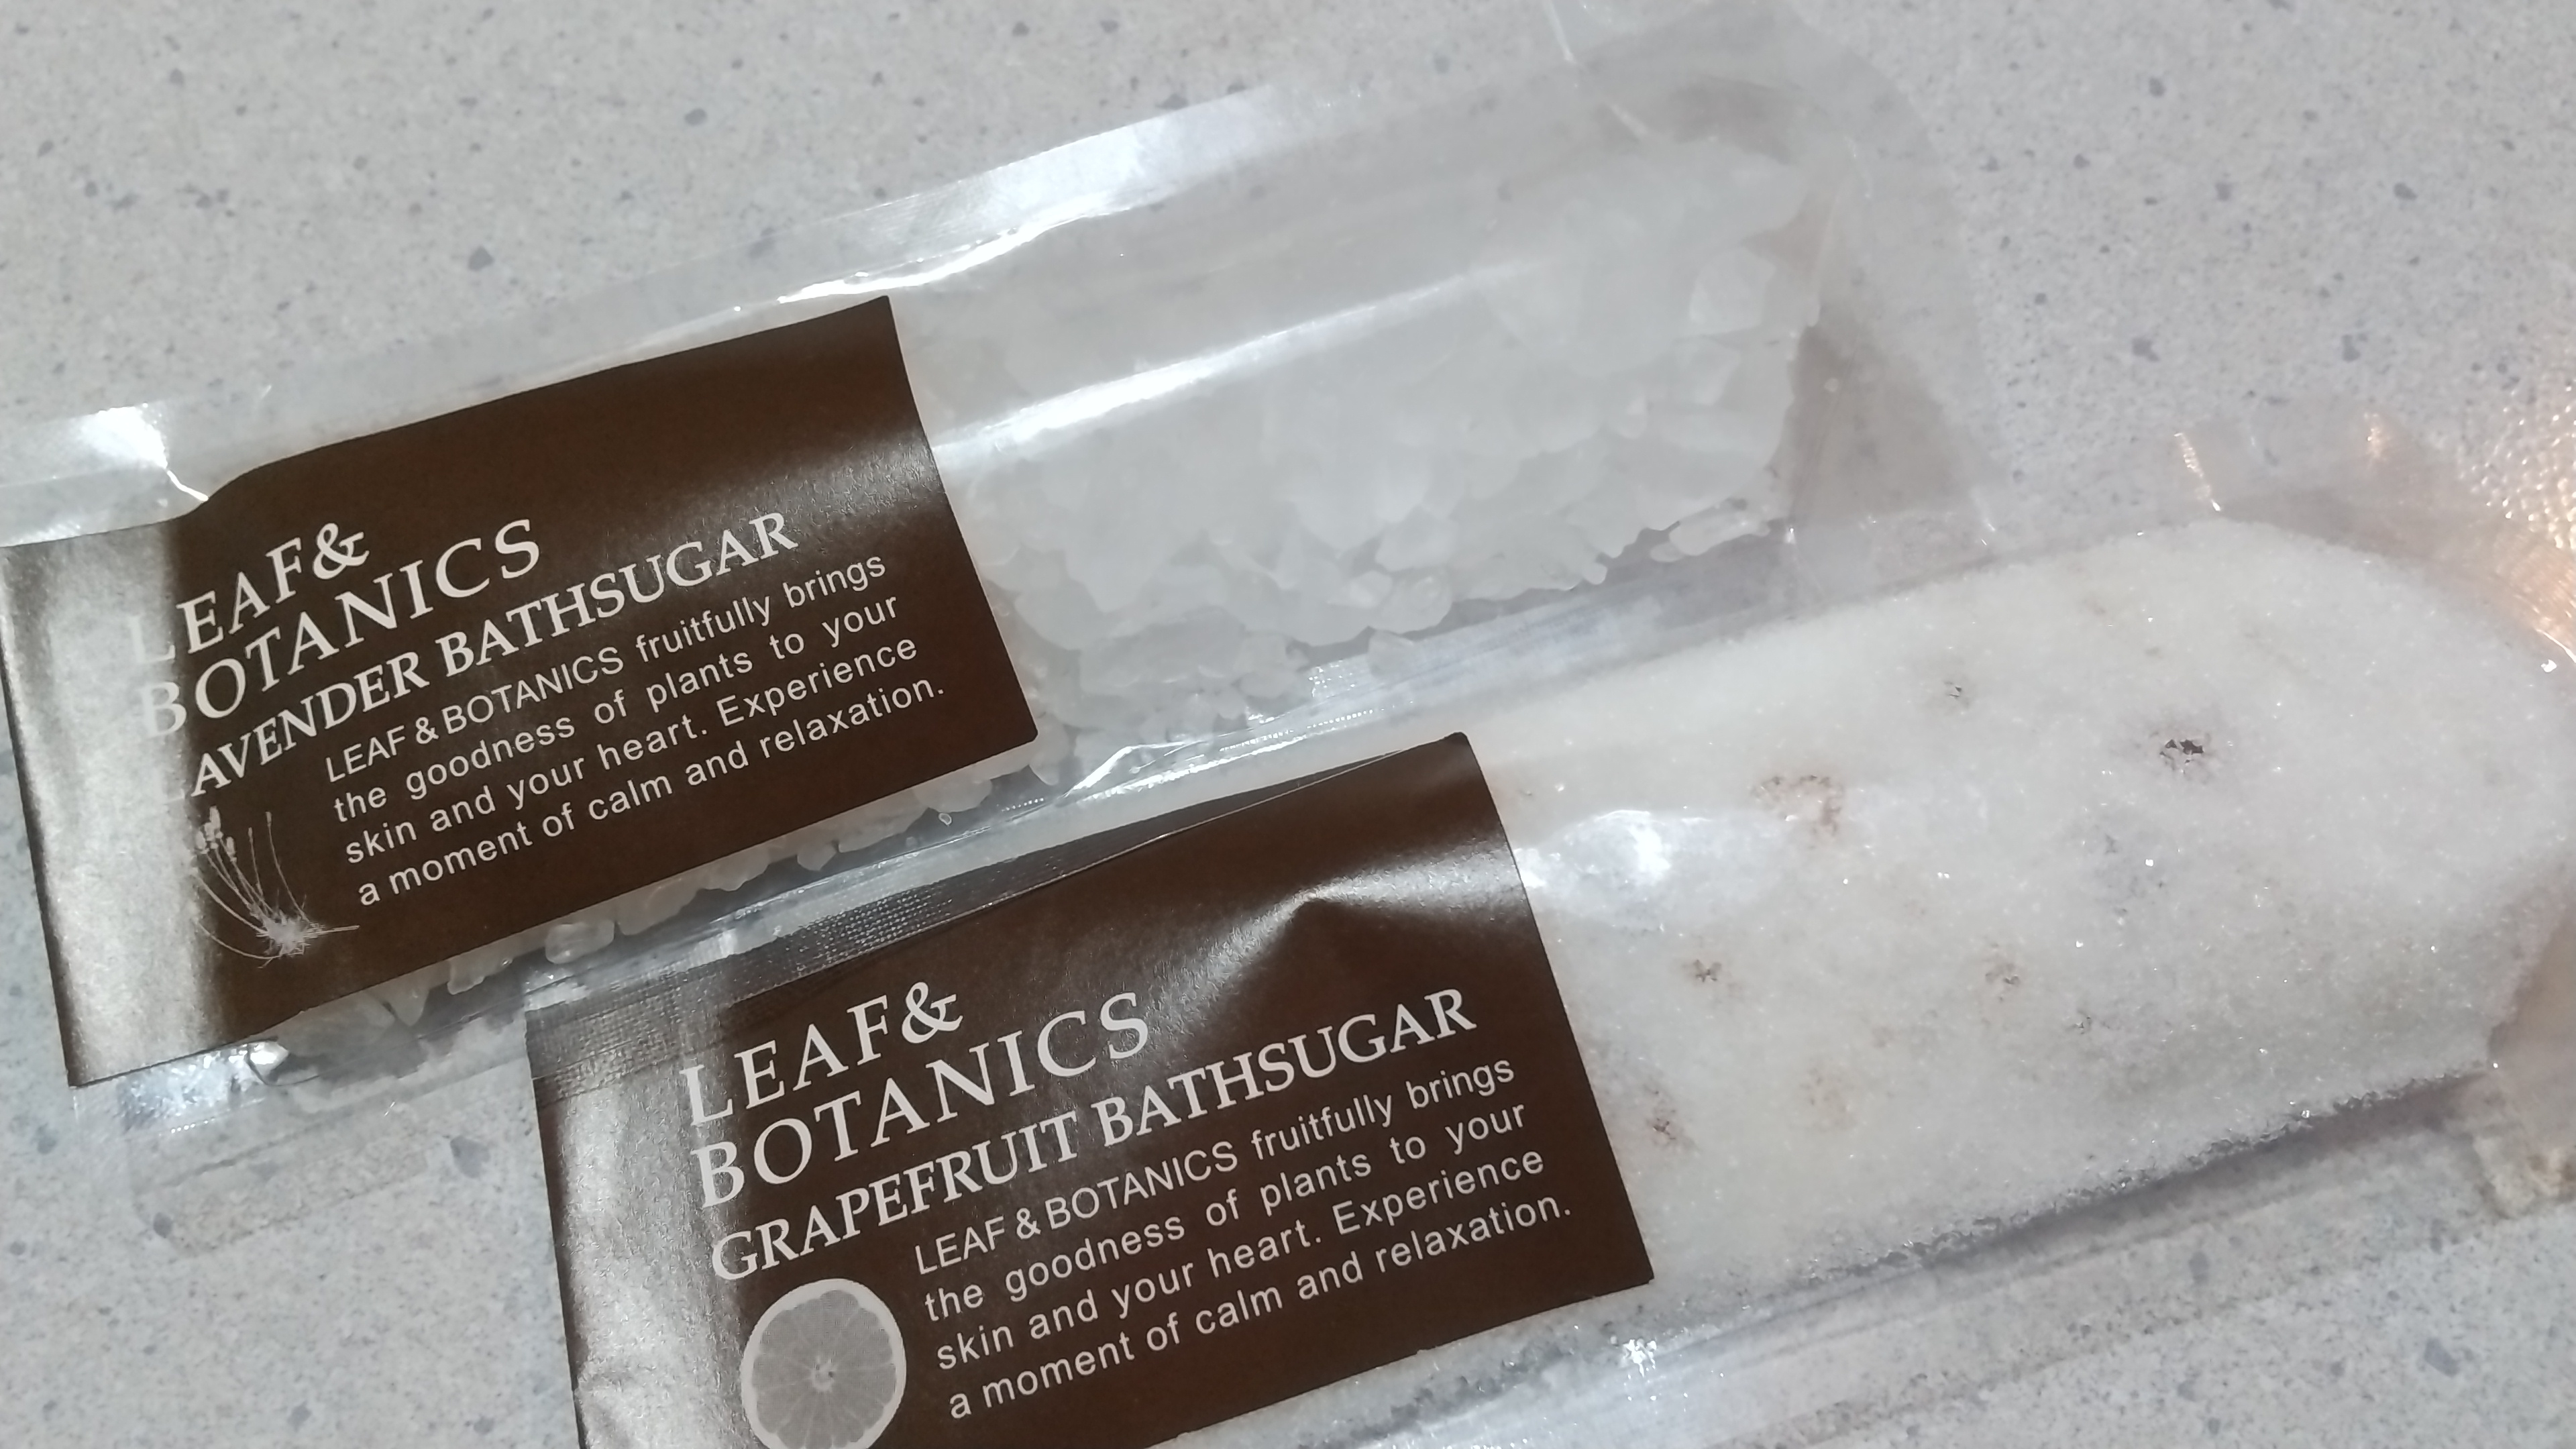 LEAF&
BOTANICS
LAVENDER BATHSUGAR
LEAF & BOTANICS fruitfully brings
the goodness of plants to your
skin and your heart. Experience
a moment of calm and relaxation.
LEAF&
BOTANICS
GRAPEFRUIT BATHSUGAR
LEAF & BOTANICS fruitfully brings
the goodness of plants to your
skin and your heart. Experience
a moment of calm and relaxation.